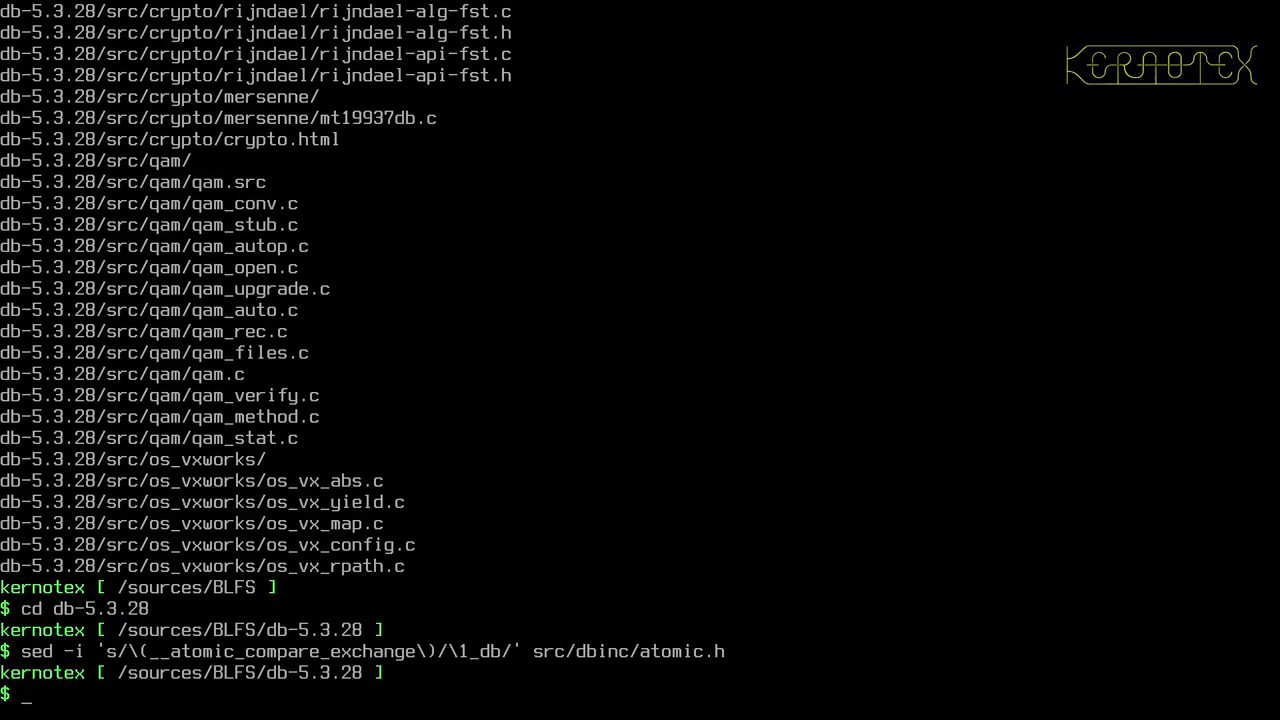 db-5.3.28/src/crypto/rijndael/rijndael-alg-fst.c
db-5.3.28/src/crypto/rijndael/rijndael-alg-fst.h
db-5.3.28/src/crypto/rijndael/rijndael-api-fst.c
db-5.3.28/src/crypto/rijndael/rijndael-api-fst.h
db-5.3.28/src/crypto/mersenne/
db-5.3.28/src/crypto/mersenne/mt19937db.c
db-5.3.28/src/crypto/crypto.html
db-5.3.28/src/qam/
db-5.3.28/src/qam/qam.src
db-5.3.28/src/qam/qam_conv.c
db-5.3.28/src/qam/qam_stub.c
db-5.3.28/src/qam/qam_autop.c
db-5.3.28/src/qam/qam_open.c
db-5.3.28/src/qam/qam_upgrade.c
db-5.3.28/src/qam/qam_auto.c
db-5.3.28/src/qam/qam_rec.c
db-5.3.28/src/qam/qam_files.c
db-5.3.28/src/qam/qam.c
db-5.3.28/src/qam/qam_verify.c
db-5.3.28/src/qam/qam_method.c
db-5.3.28/src/qam/qam_stat.c
db-5.3.28/src/os_vxworks/
db-5.3.28/src/os_vxworks/os_vx_abs.c
db-5.3.28/src/os_vxworks/os_vx_yield.c
db-5.3.28/src/os_vxworks/os_vx_map.c
db-5.3.28/src/os_vxworks/os_vx_config.c
db-5.3.28/src/os_vxworks/os_vx_rpath.c
kernotex [ /sources/BLFS ]
$ cd db-5.3.28
kernotex [ /sources/BLFS/db-5.3.28 ]
$ sed -i 's/\(__atomic_compare_exchange\)/\1_db/' src/dbinc/atomic.h
kernotex [ /sources/BLFS/db-5.3.28 ]
$ _
KERNOTEX